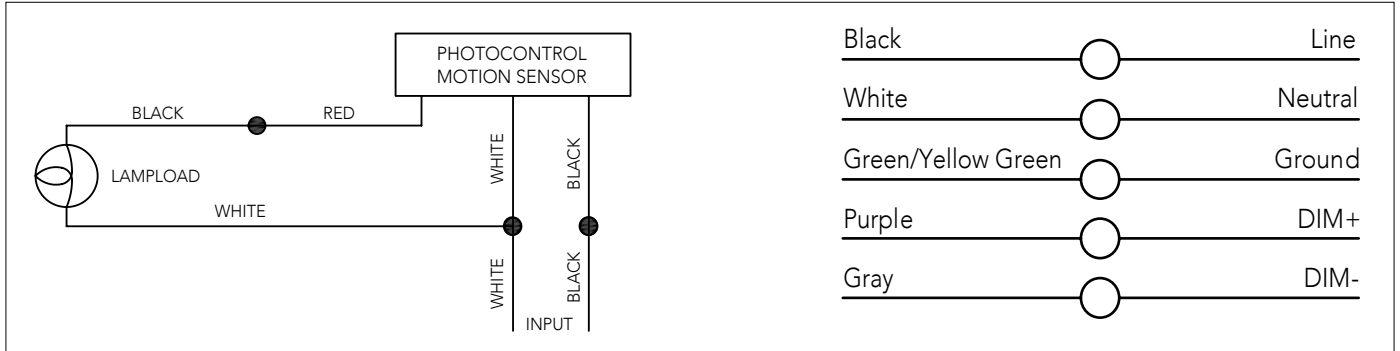 PHOTOCONTROL
MOTION SENSOR
BLACK
RED
WHITE
BLACK
LAMPLOAD
WHITE
WHITE
BLACK
INPUT
Black Line
White Neutral
Green/Yellow Green Ground
Purple DIM+
Gray DIM-